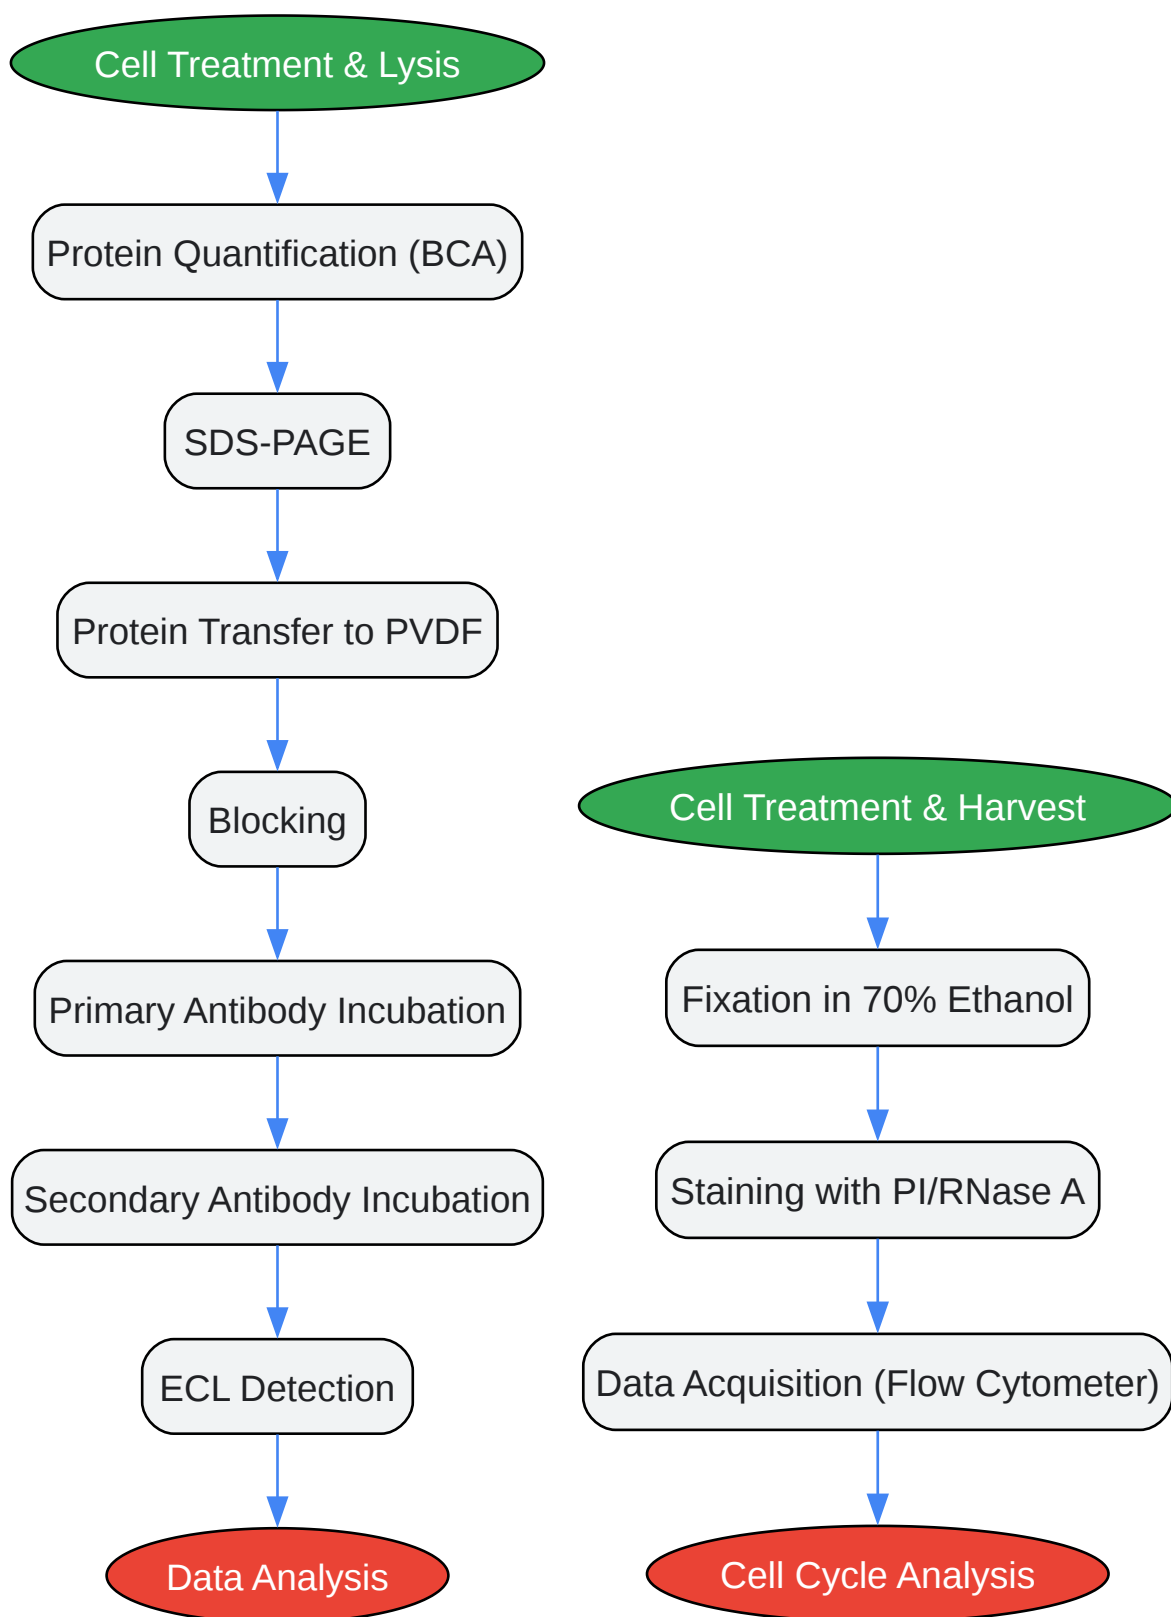 Cell Treatment & Lysis
Protein Quantification (BCA)
SDS-PAGE
Protein Transfer to PVDF
Blocking
Primary Antibody Incubation
Secondary Antibody Incubation
ECL Detection
Data Analysis
Cell Treatment & Harvest
Fixation in 70% Ethanol
Staining with PI/RNase A
Data Acquisition (Flow Cytometer)
Cell Cycle Analysis